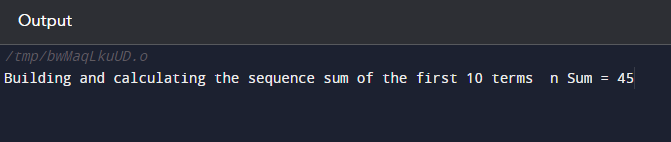 Output
/tmp/bwMaqLkuUD.o
Building and calculating the sequence sum of the first 10 terms  n Sum = 45